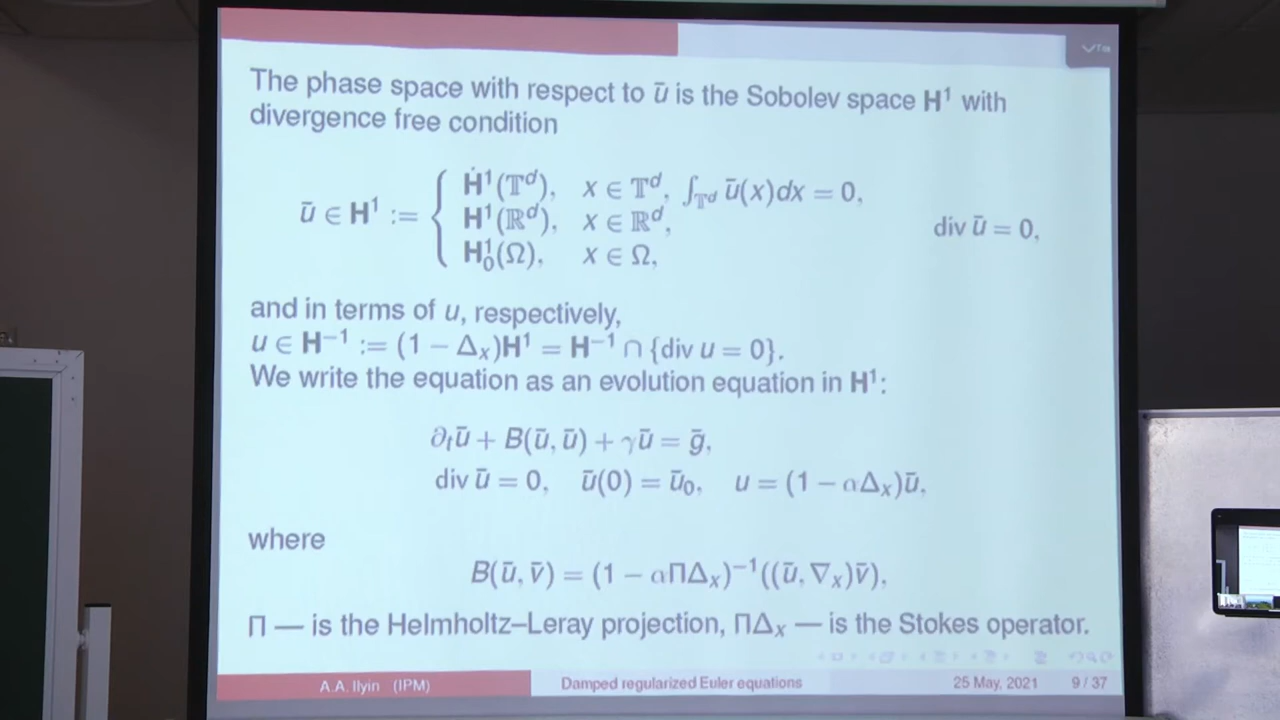 The phase space with respect to ū is the Sobolev space H¹ with
divergence free condition
ū ∈ H¹ := { Ḣ¹(𝕋ᵈ), x ∈ 𝕋ᵈ, ∫_𝕋ᵈ ū(x)dx = 0,
H¹(ℝᵈ), x ∈ ℝᵈ,
H¹₀(Ω), x ∈ Ω,
div ū = 0,
and in terms of u, respectively,
u ∈ H⁻¹ := (1 − Δₓ)H¹ = H⁻¹ ∩ {div u = 0}.
We write the equation as an evolution equation in H¹:
∂ₜū + B(ū, ū) + γū = ḡ,
div ū = 0, ū(0) = ū₀, u = (1 − αΔₓ)ū,
where
B(ū, v̄) = (1 − αΠΔₓ)⁻¹((ū, ∇ₓ)v̄),
Π — is the Helmholtz–Leray projection, ΠΔₓ — is the Stokes operator.
A.A. Ilyin (IPM) Damped regularized Euler equations 25 May, 2021 9 / 37